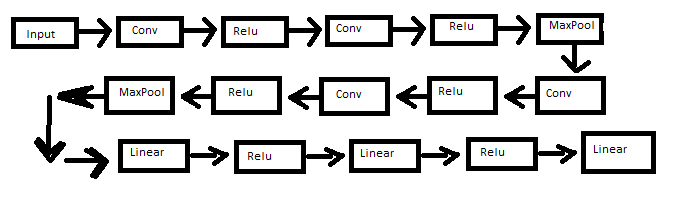 Input Conv Relu Conv Relu MaxPool
MaxPool Relu Conv Relu Conv
Linear Relu Linear Relu Linear